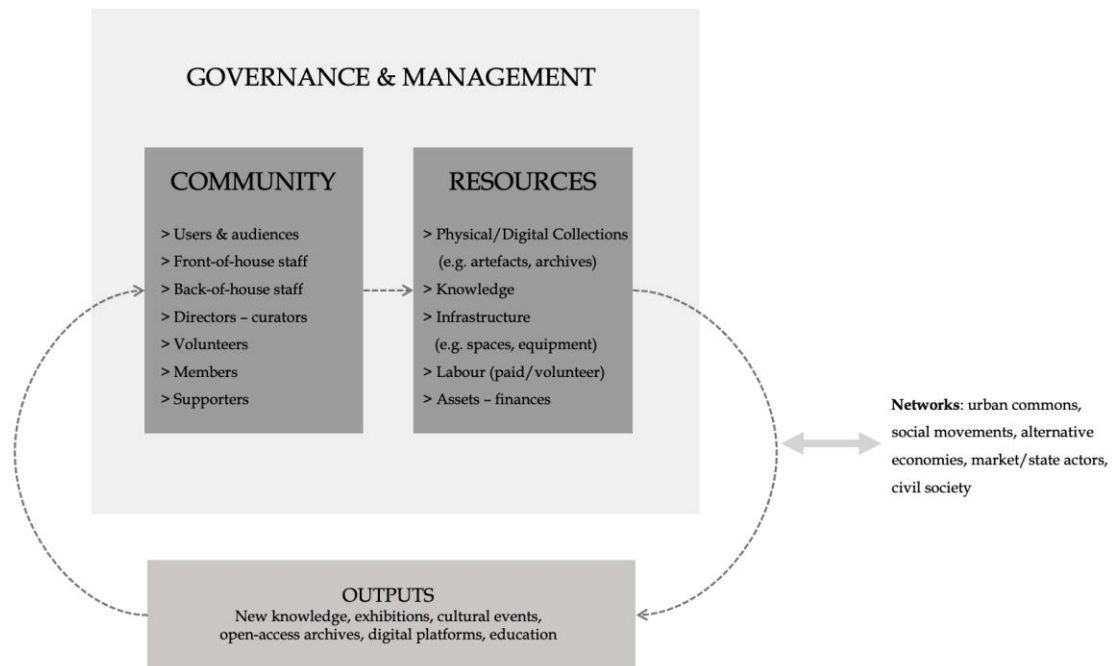 GOVERNANCE & MANAGEMENT
COMMUNITY
> Users & audiences
> Front-of-house staff
> Back-of-house staff
> Directors – curators
> Volunteers
> Members
> Supporters
RESOURCES
> Physical/Digital Collections
(e.g. artefacts, archives)
> Knowledge
> Infrastructure
(e.g. spaces, equipment)
> Labour (paid/volunteer)
> Assets – finances
Networks: urban commons,
social movements, alternative
economies, market/state actors,
civil society
OUTPUTS
New knowledge, exhibitions, cultural events,
open-access archives, digital platforms, education